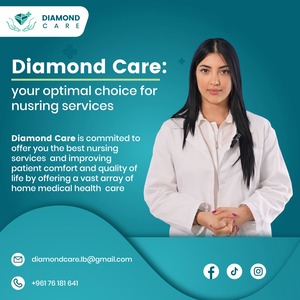 DIAMOND
CARE
Diamond Care:
your optimal choice for
nusring services
Diamond Care is commited to
offer you the best nursing
services and improving
patient comfort and quality of
life by offering a vast array of
home medical health care
diamondcare.lb@gmail.com
+961 76 181 641